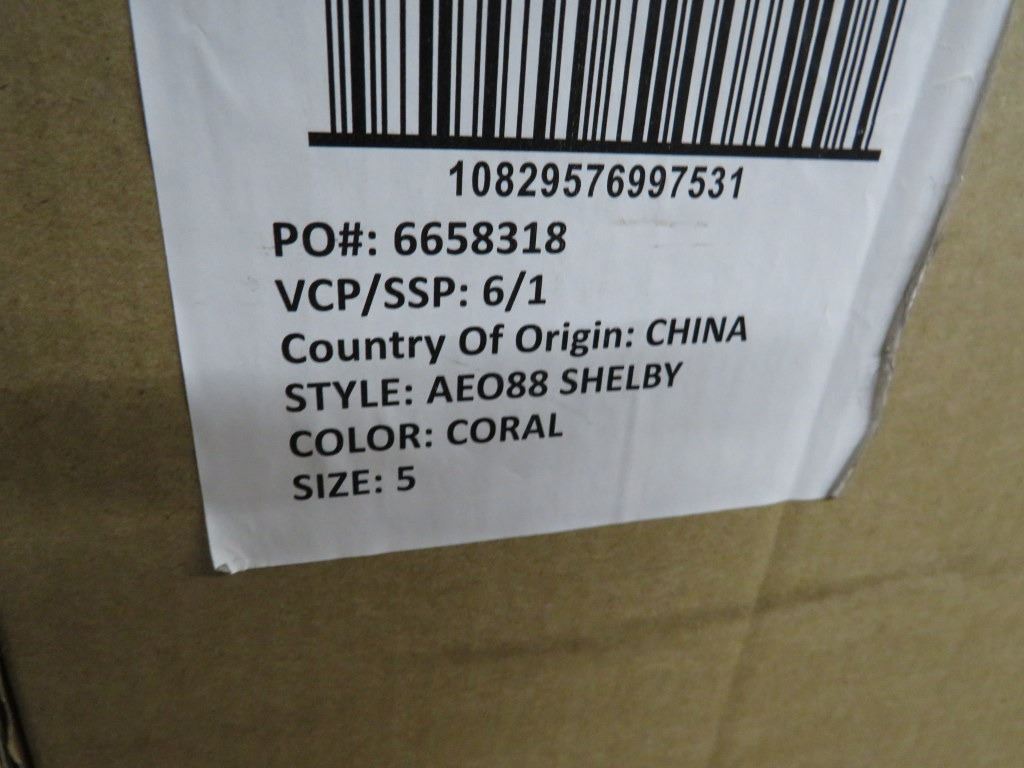 10829576997531
PO#: 6658318
VCP/SSP: 6/1
Country Of Origin: CHINA
STYLE: AEO88 SHELBY
COLOR: CORAL
SIZE: 5